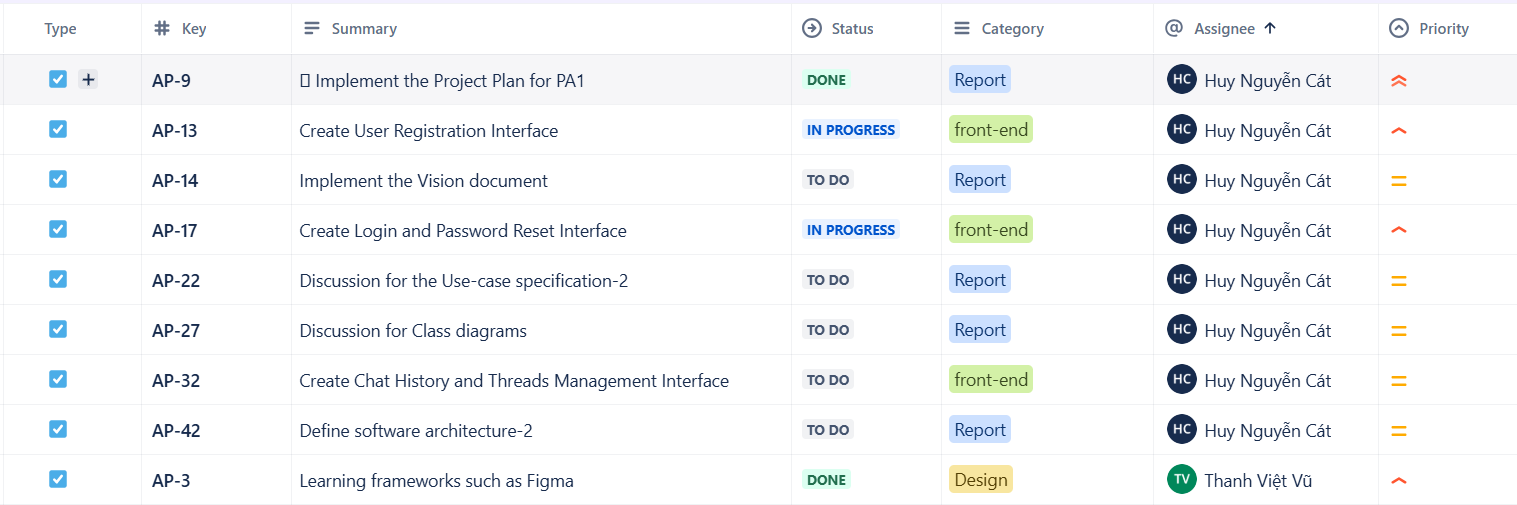 Type Key Summary Status Category Assignee Priority
AP-9 Implement the Project Plan for PA1 DONE Report HC Huy Nguyễn Cát
AP-13 Create User Registration Interface IN PROGRESS front-end HC Huy Nguyễn Cát
AP-14 Implement the Vision document TO DO Report HC Huy Nguyễn Cát
AP-17 Create Login and Password Reset Interface IN PROGRESS front-end HC Huy Nguyễn Cát
AP-22 Discussion for the Use-case specification-2 TO DO Report HC Huy Nguyễn Cát
AP-27 Discussion for Class diagrams TO DO Report HC Huy Nguyễn Cát
AP-32 Create Chat History and Threads Management Interface TO DO front-end HC Huy Nguyễn Cát
AP-42 Define software architecture-2 TO DO Report HC Huy Nguyễn Cát
AP-3 Learning frameworks such as Figma DONE Design TV Thanh Việt Vũ